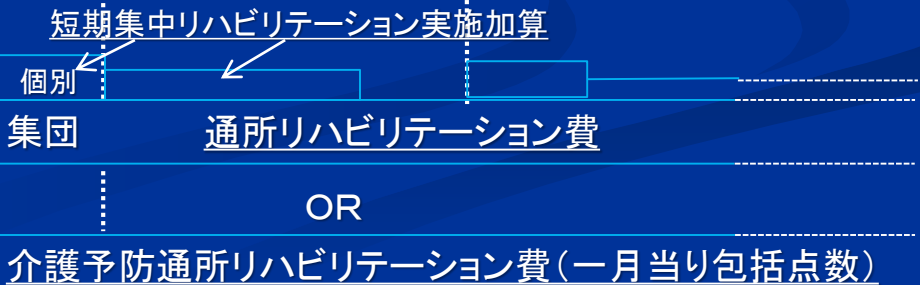 短期集中リハビリテーション実施加算
個別
集団 通所リハビリテーション費
OR
介護予防通所リハビリテーション費(一月当り包括点数)